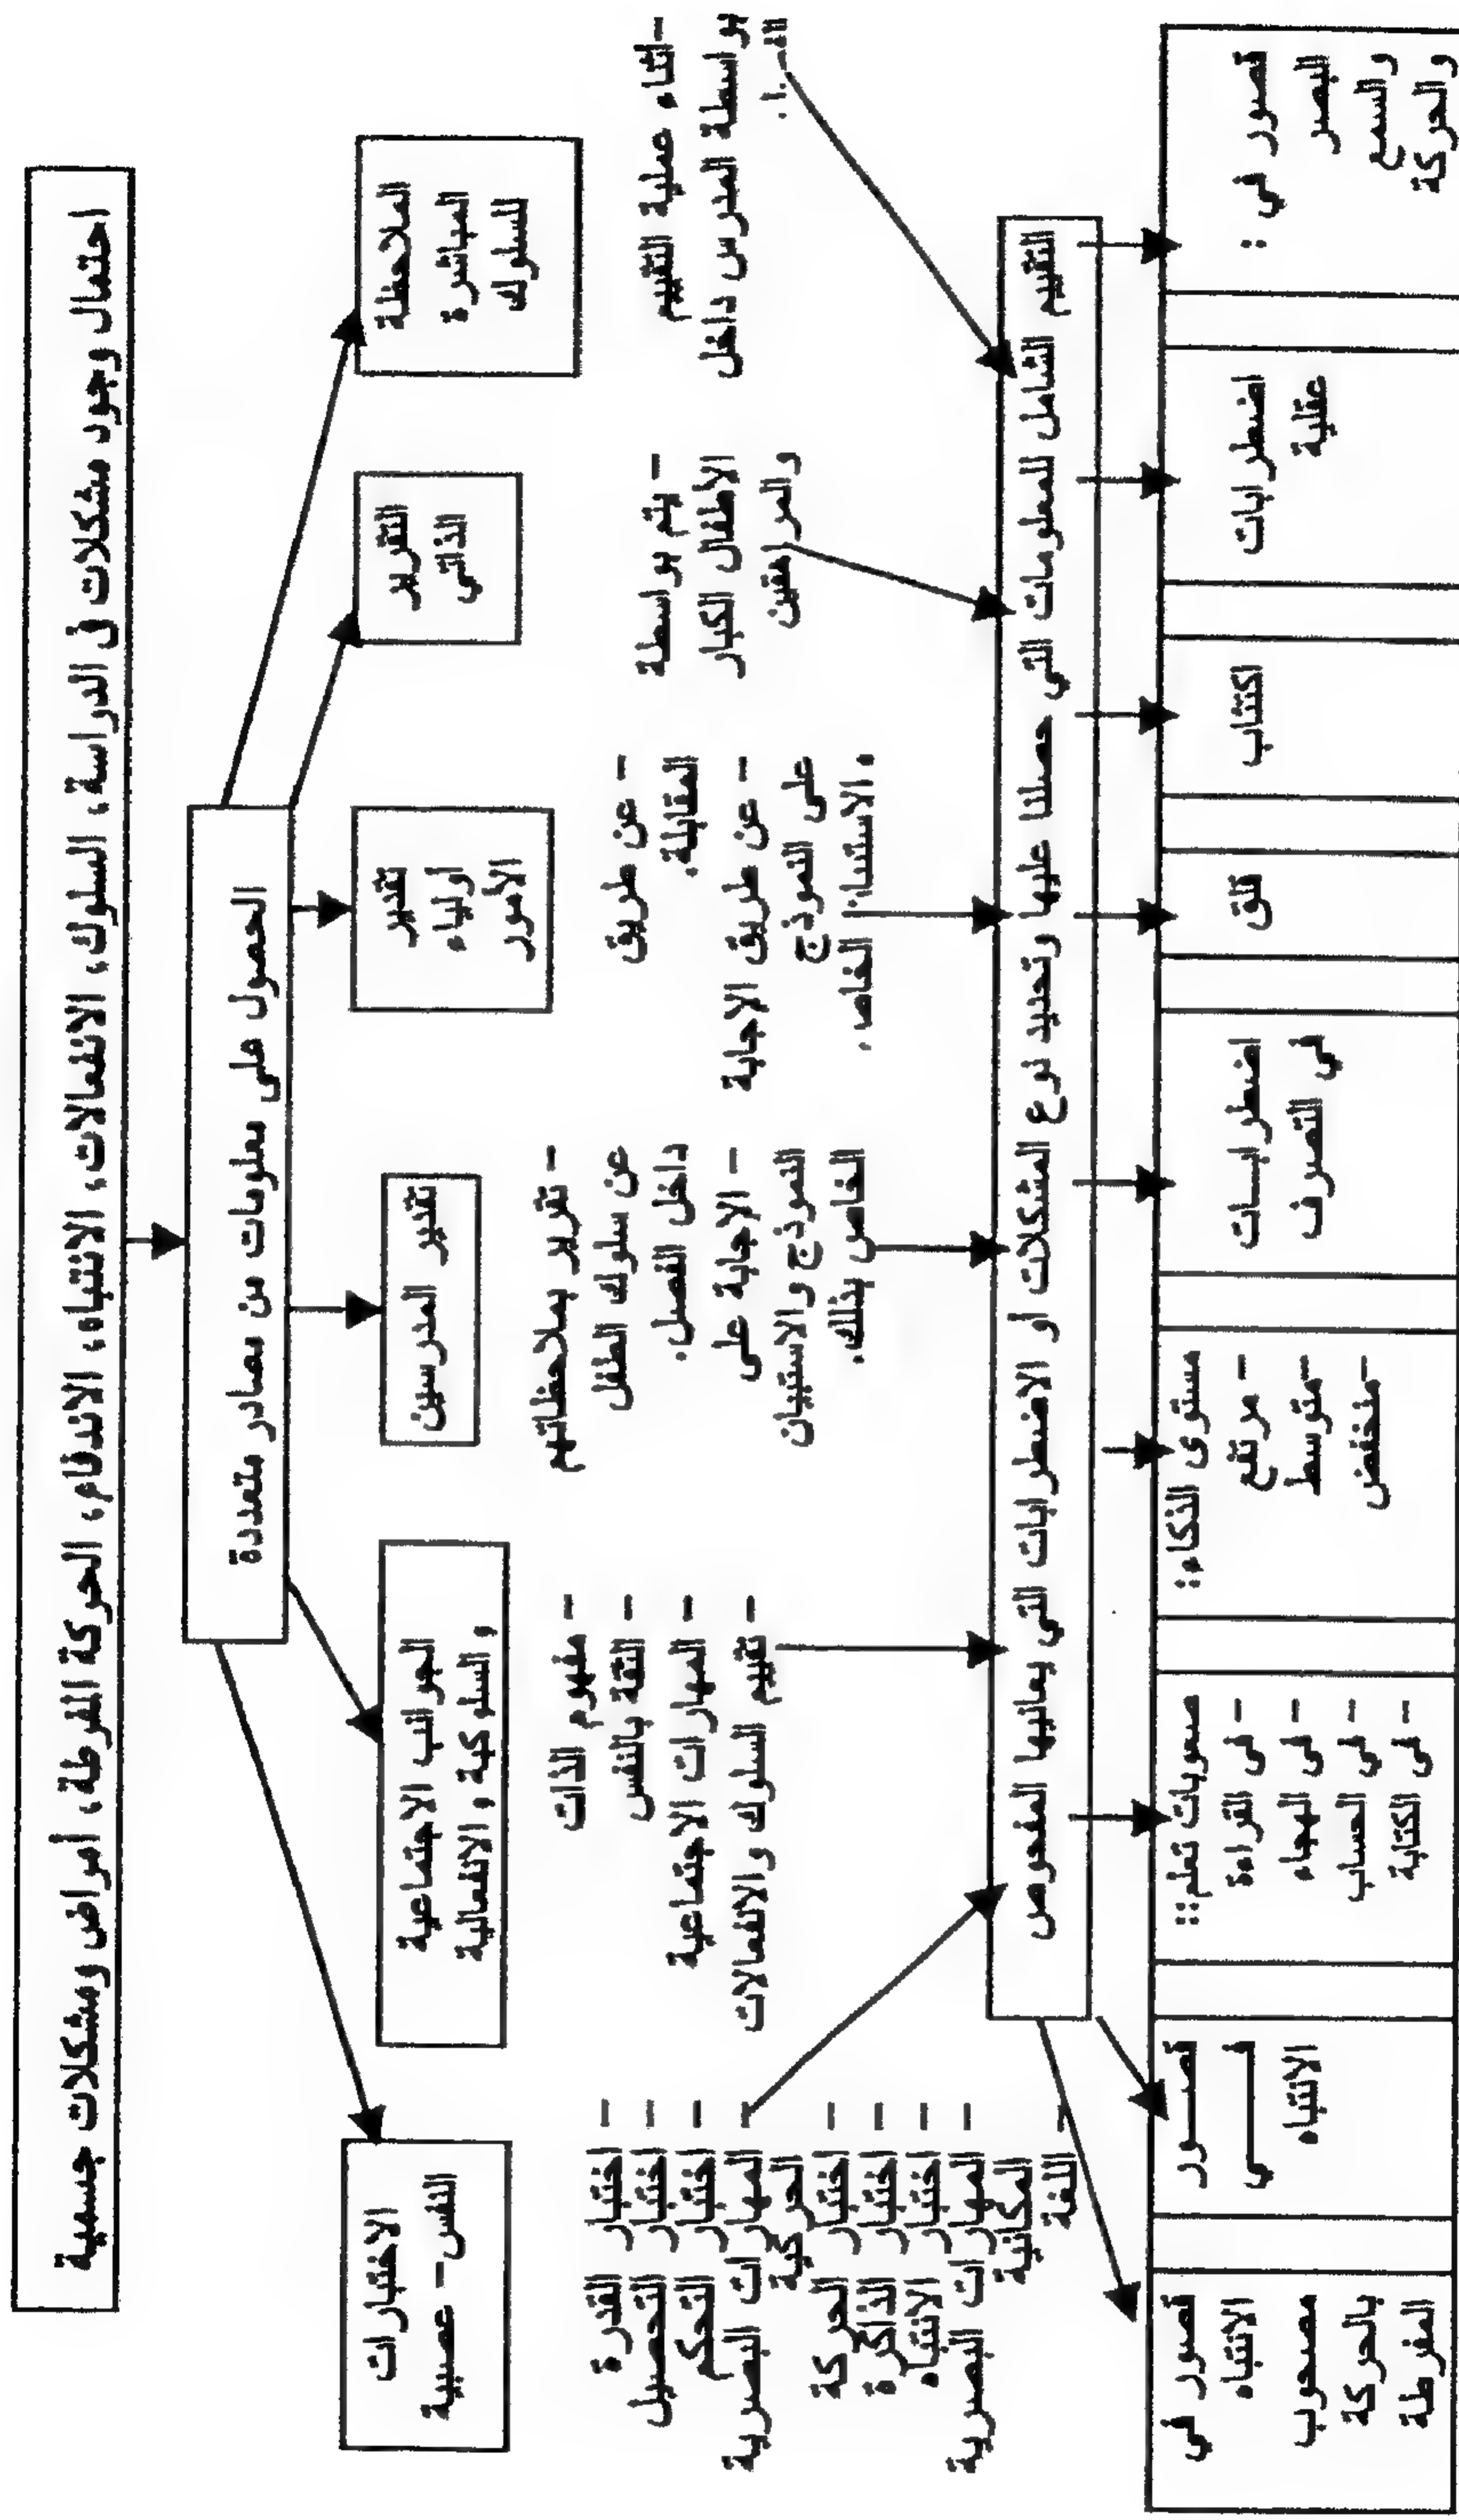 احتمال وجود مشكلات في الدراسة، السلوك، الانفعالات، الانتباه، الاندفاع، الحركة المفرطة، أمراض ومشكلات جسمية
الحصول على معلومات من مصادر متعددة
الملاحظة
المباشرة
للسلوك
التقرير
الذاتي
تقدير
أولياء
الأمور
تقدير المدرسين
الجوانب الاجتماعية
والسلوكية والانفعالية
الاختبارات
النفس - عصبية
-اثناء عملية التقييم
بواسطة المدرس داخل
- يتم بواسطة
الأطفال الكبار
والمراهقين
- عن طريق
المقابلة.
- عن طريق الاجابة
على النموذج
والاستبيان الخاص.
- تقرير بملاحظاتهم
عن سلوك الطفل
داخل الفصل.
- الاجابة على
النموذج والاستبيان
الخاص بذلك.
- مفهوم الذات
- الثقة بالنفس
- المهارات الاجتماعية
- تقييم السلوك والانفعالات
- اختبار القدرة
- اختبار التحصيل
- اختبار التحكم
- المهارات البصرية
الحركية
- اختبار الحركة
- اختبار الذاكرة
- اختبار الانتباه
- المهارات البصرية
المكانية
- اللغة
التقييم الشامل للمعلومات التي حصلنا عليها وتحديد نوع المشكلات أو الاضطرابات التي يعانيها المفحوص
قصور في :
البصر
والسمع
والحركة
اضطرابات
عقلية
اكتئاب
قلق
اضطرابات
في التصرف
مستوى الذكاء:
-مرتفع
-متوسط
-منخفض
صعوبات تعلم::
- في القراءة
- في الهجاء
- في الحساب
- في الكتابة
قصور
في
الانتباه
قصور في
الانتباه
مصحوب
بالحركة
المفرطة